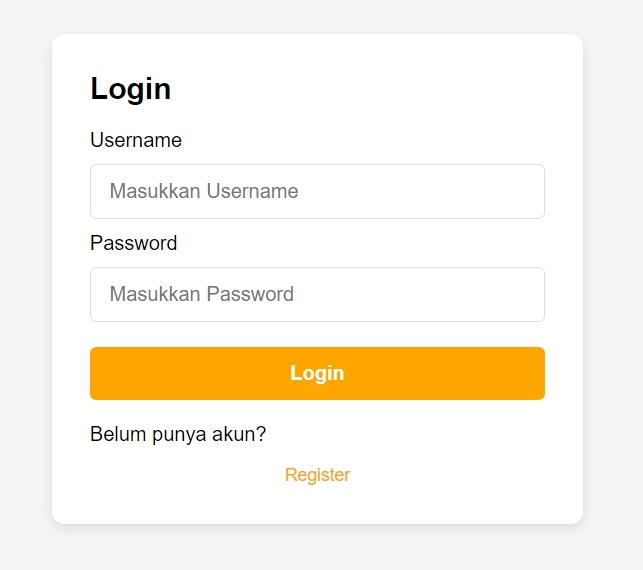 Login
Username
Masukkan Username
Password
Masukkan Password
Login
Belum punya akun?
Register